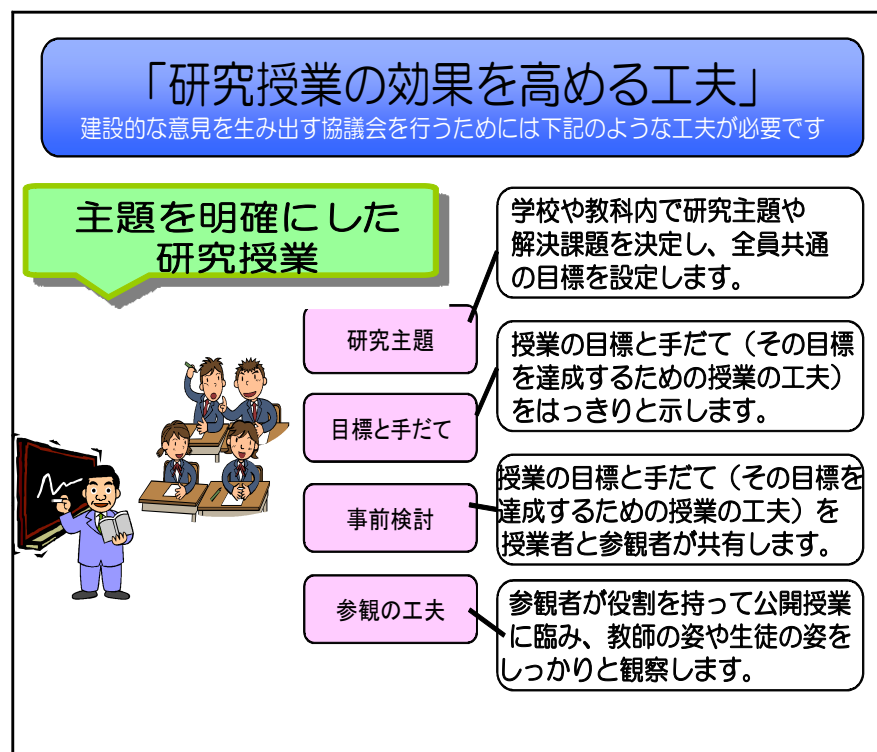 「研究授業の効果を高める工夫」
建設的な意見を生み出す協議会を行うためには下記のような工夫が必要です
主題を明確にした
研究授業
研究主題
学校や教科内で研究主題や
解決課題を決定し、全員共通
の目標を設定します。
目標と手だて
授業の目標と手だて（その目標
を達成するための授業の工夫）
をはっきりと示します。
事前検討
授業の目標と手だて（その目標を
達成するための授業の工夫）を
授業者と参観者が共有します。
参観の工夫
参観者が役割を持って公開授業
に臨み、教師の姿や生徒の姿を
しっかりと観察します。